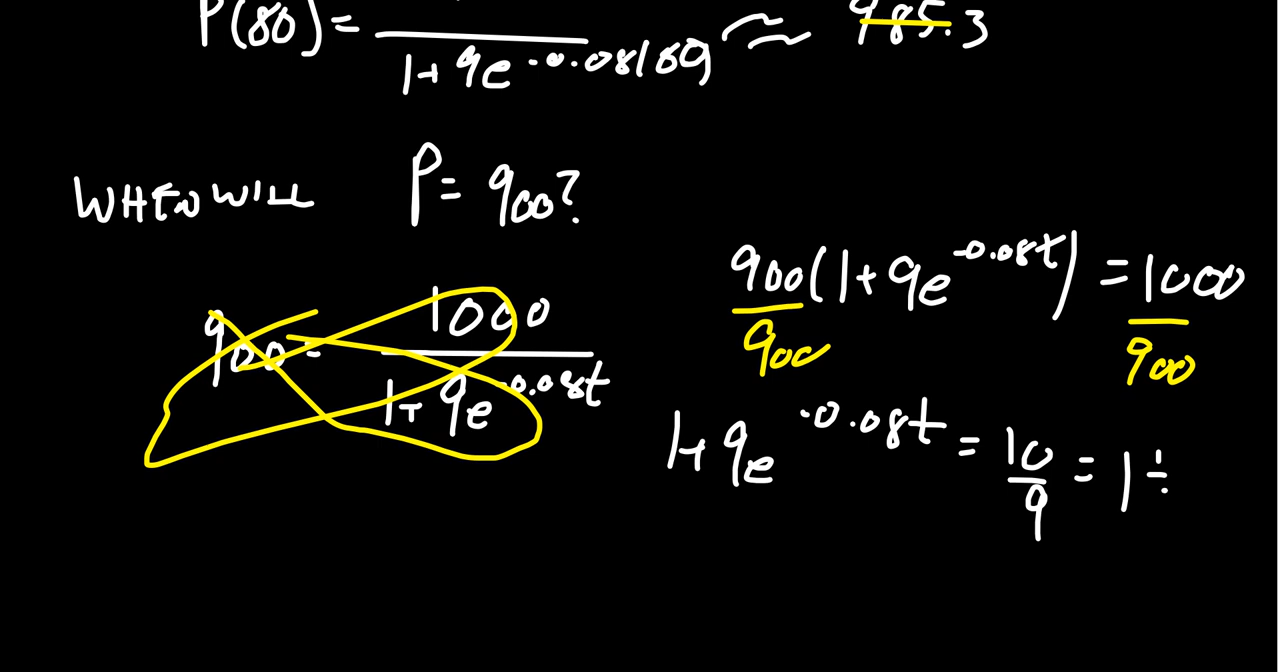 P(80) = 1+9e^-0.08(80) ≈ 985.3
WHEN WILL P = 900?
900 = 1000 / 1+9e^-0.08t
900(1+9e^-0.08t) = 1000
900 900
1+9e^-0.08t = 10/9 = 1 1/